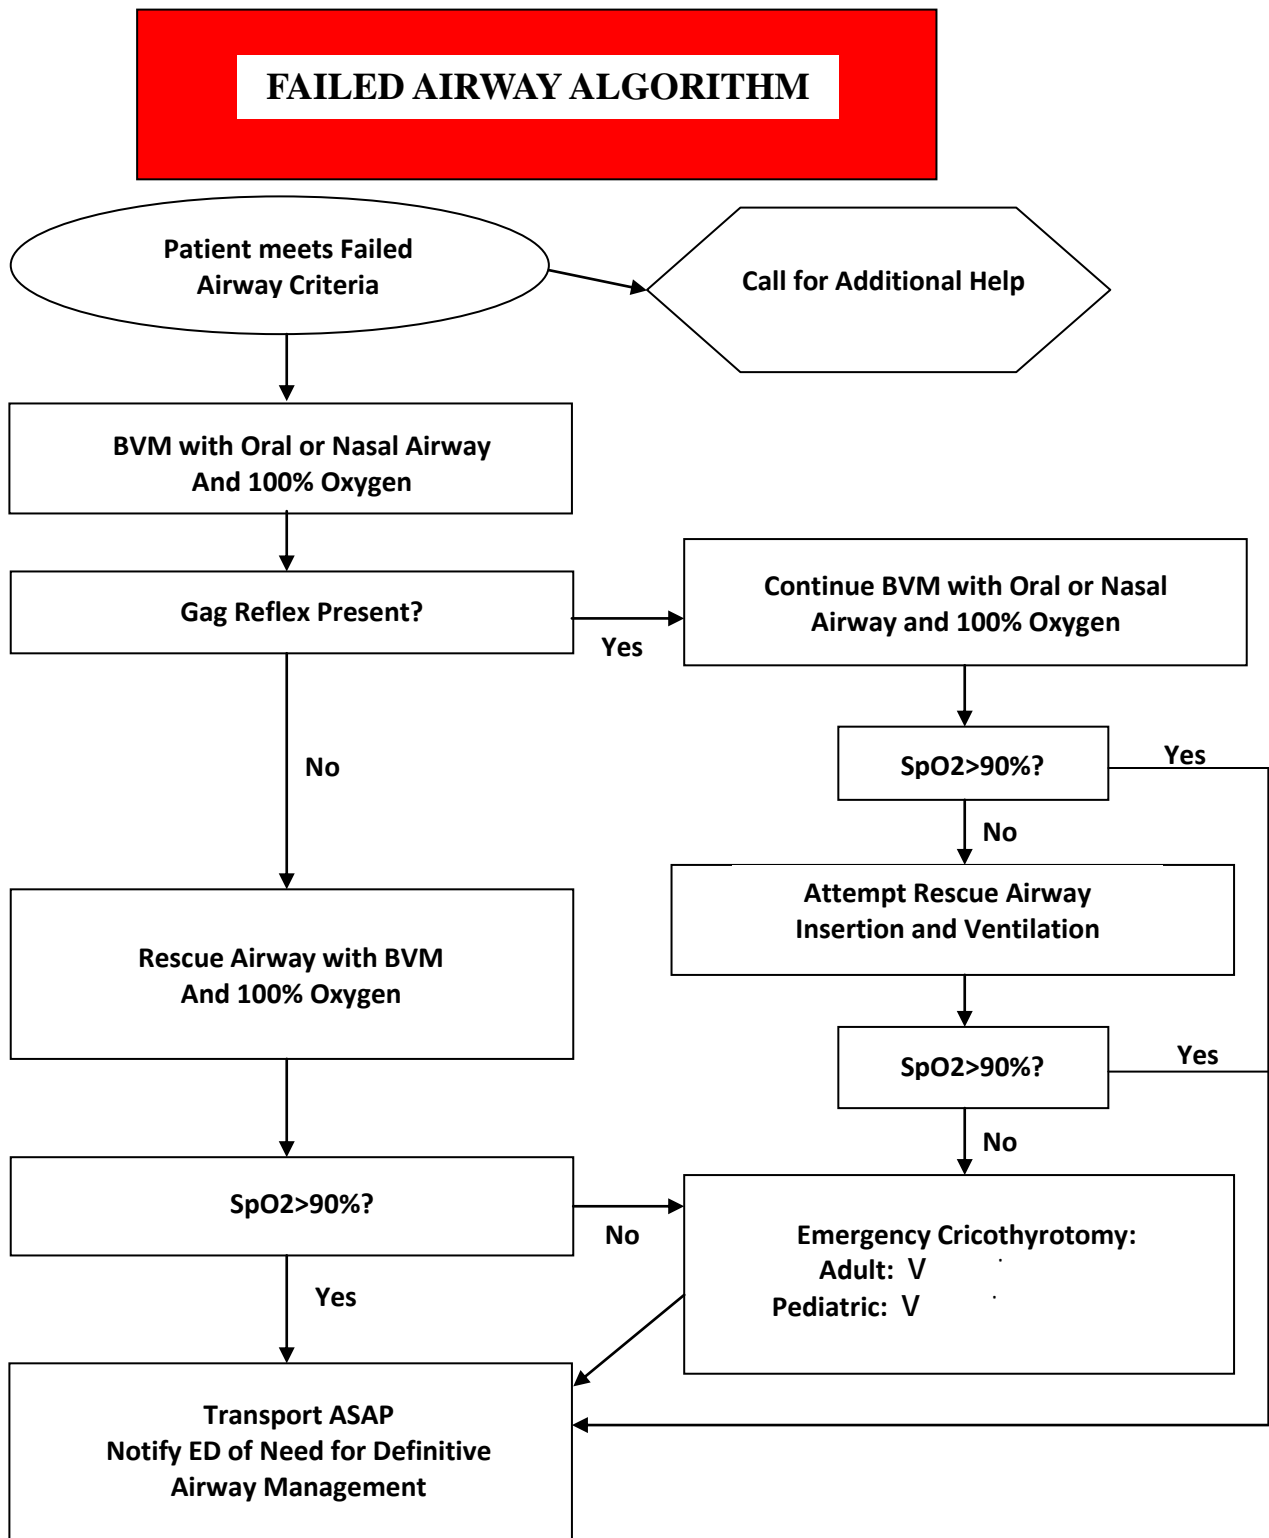 FAILED AIRWAY ALGORITHM
Patient meets Failed
Airway Criteria
Call for Additional Help
BVM with Oral or Nasal Airway
And 100% Oxygen
Gag Reflex Present?
Yes
Continue BVM with Oral or Nasal
Airway and 100% Oxygen
No
SpO2>90%?
Yes
No
Attempt Rescue Airway
Insertion and Ventilation
Rescue Airway with BVM
And 100% Oxygen
SpO2>90%?
Yes
No
SpO2>90%?
No
Yes
Emergency Cricothyrotomy:
Adult: V
Pediatric: V
Transport ASAP
Notify ED of Need for Definitive
Airway Management